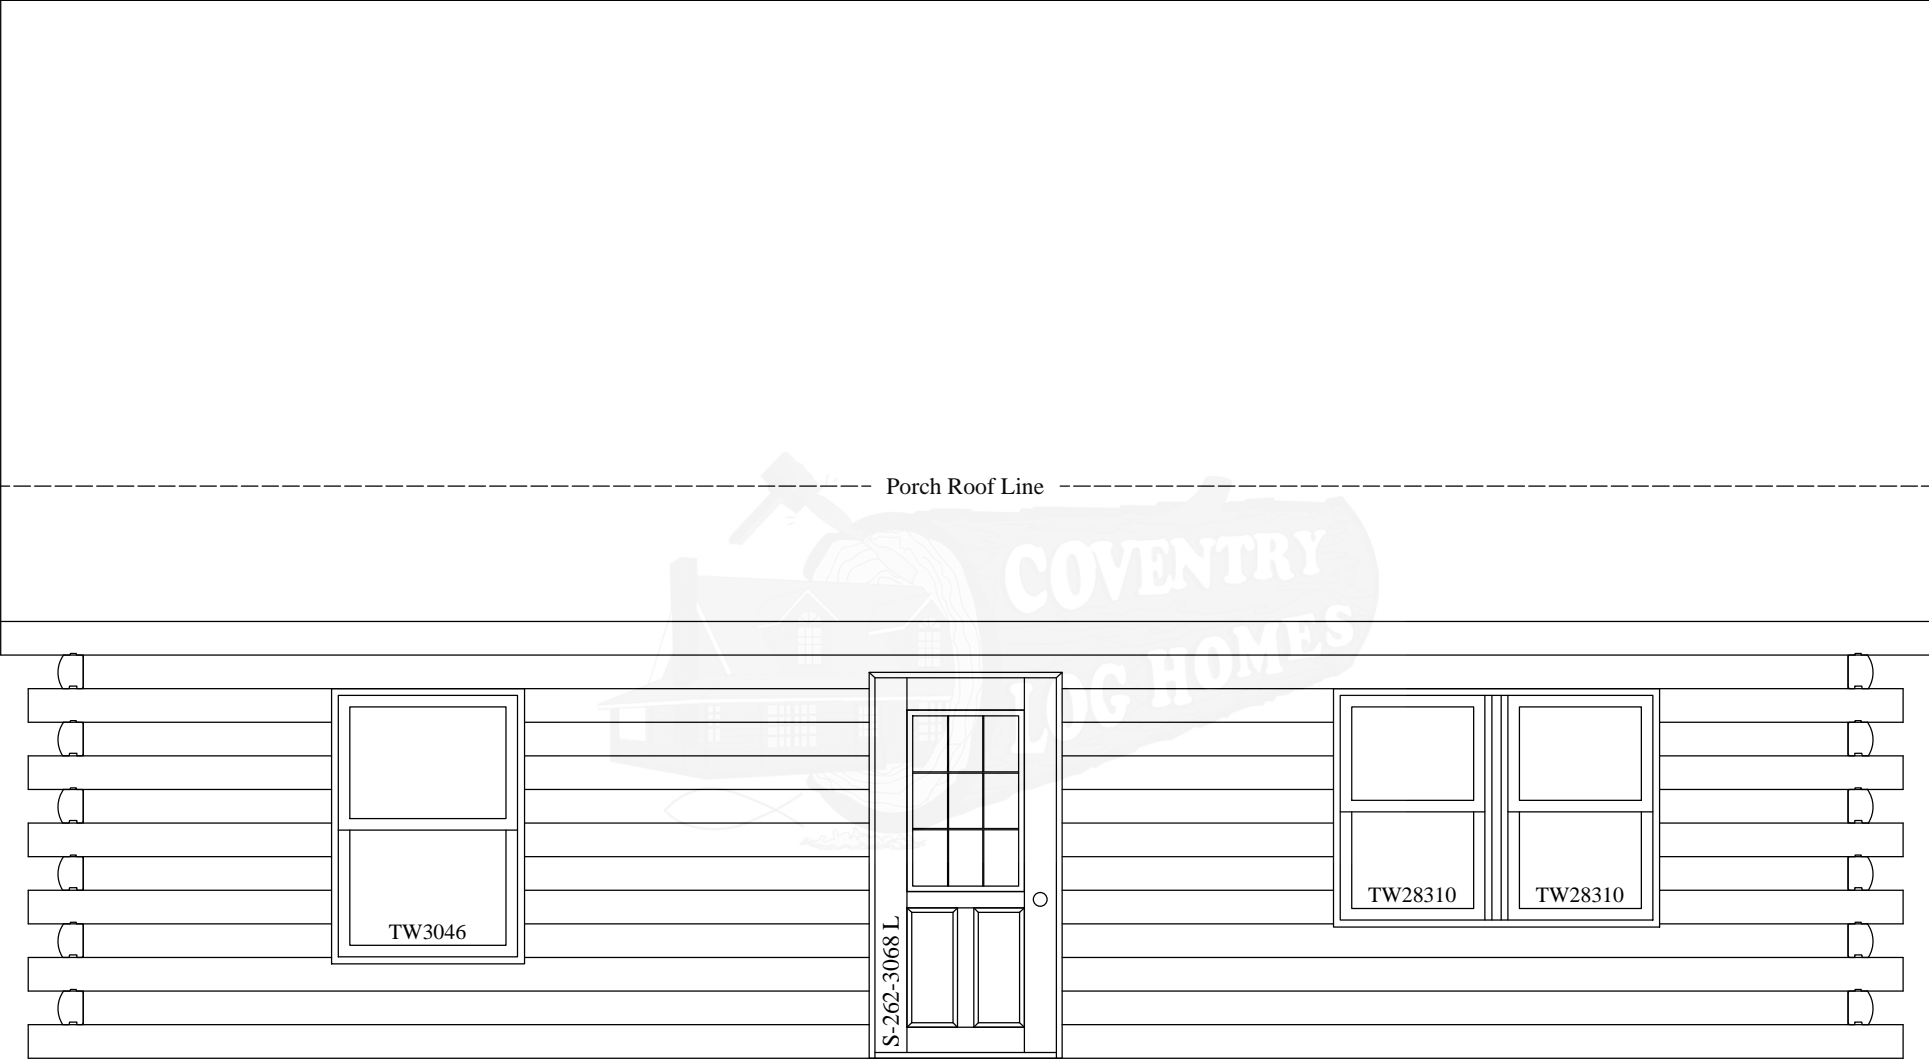 Porch Roof Line
COVENTRY
LOG HOMES
TW3046
S-262-3068 L
TW28310
TW28310